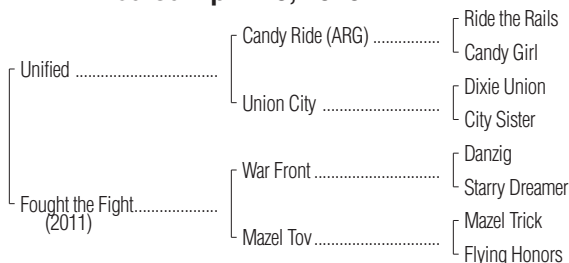 Ride the Rails
Candy Ride (ARG) ................
Candy Girl
Unified ..................................
Dixie Union
Union City ............................
City Sister
Danzig
War Front ..............................
Starry Dreamer
Fought the Fight....................
(2011)
Mazel Trick
Mazel Tov ..............................
Flying Honors